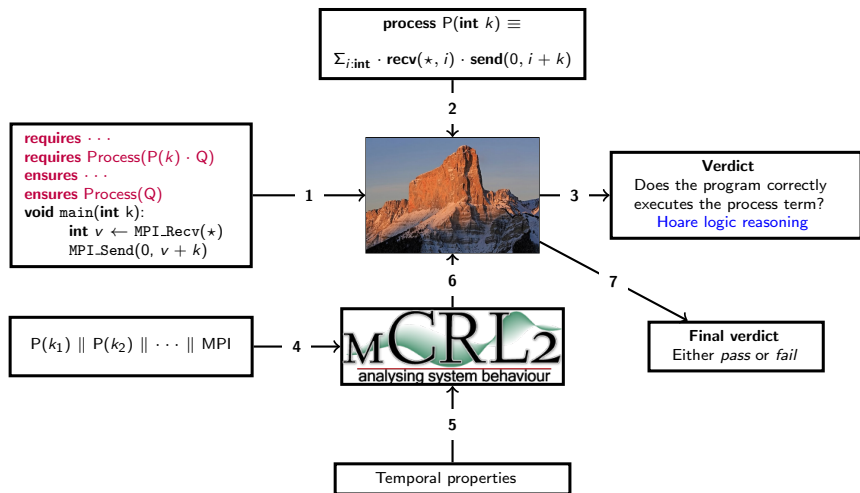 process P(int k) ≡
Σi:int · recv(⋆, i) · send(0, i + k)
2
requires · · ·
requires Process(P(k) · Q)
ensures · · ·
ensures Process(Q)
void main(int k):
int v ← MPI_Recv(⋆)
MPI_Send(0, v + k)
1
3
Verdict
Does the program correctly
executes the process term?
Hoare logic reasoning
6
7
P(k1) ∥ P(k2) ∥ · · · ∥ MPI
4
mCRL2
analysing system behaviour
Final verdict
Either pass or fail
5
Temporal properties